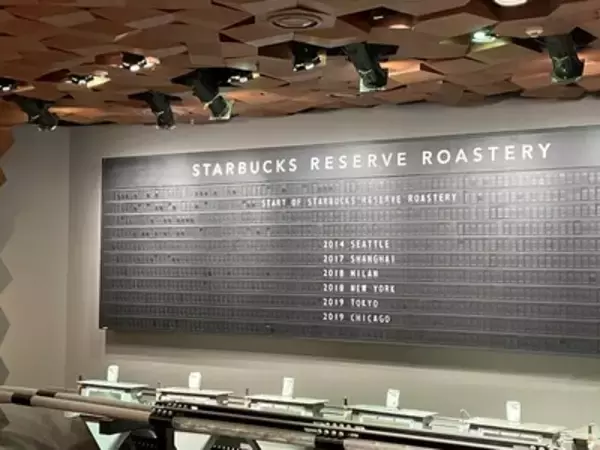 STARBUCKS RESERVE ROASTERY
START OF STARBUCKS RESERVE ROASTERY
2014 SEATTLE
2017 SHANGHAI
2018 MILAN
2018 NEW YORK
2019 TOKYO
2019 CHICAGO